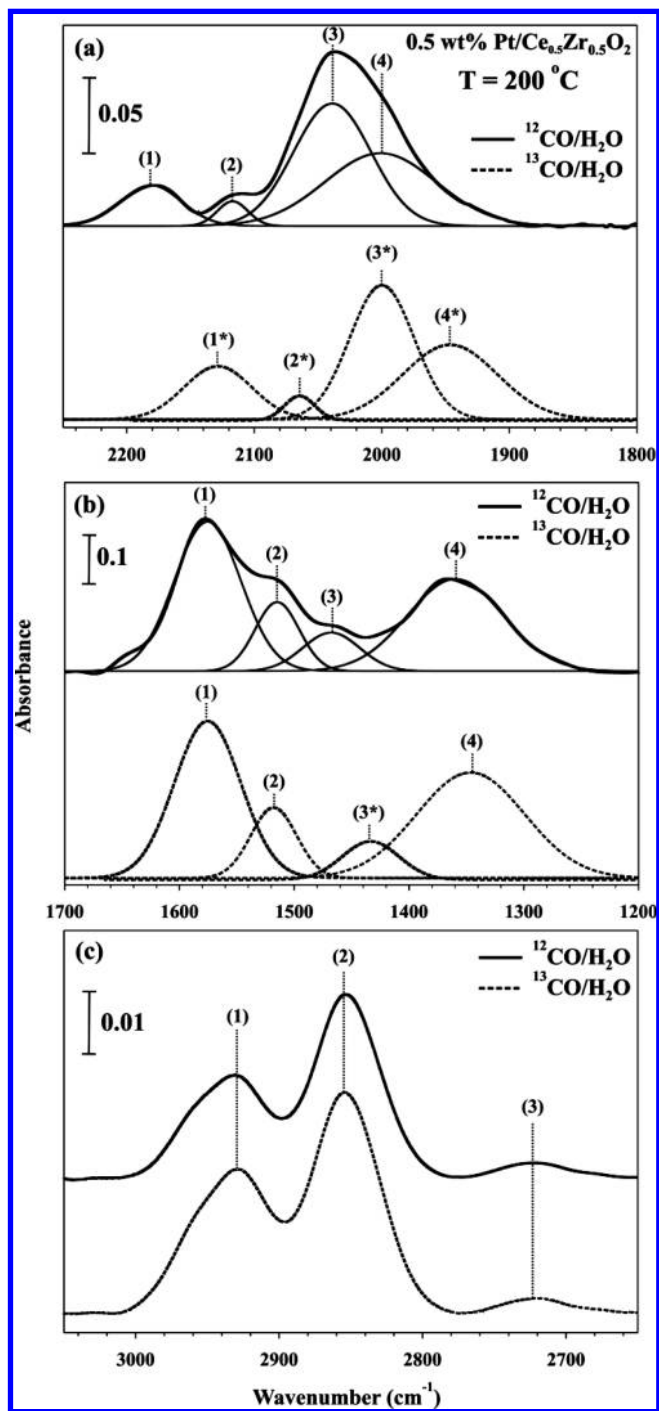 (a)
(3)
0.5 wt% Pt/Ce₀.₅Zr₀.₅O₂
(4)
T = 200 °C
0.05
¹²CO/H₂O
(1)
(2)
¹³CO/H₂O
(3*)
(1*)
(4*)
(2*)
2200 2100 2000 1900 1800
(b)
(1)
¹²CO/H₂O
0.1
(2)
(4)
¹³CO/H₂O
(3)
Absorbance
(1)
(4)
(2)
(3*)
1700 1600 1500 1400 1300 1200
(c)
(2)
¹²CO/H₂O
¹³CO/H₂O
0.01
(1)
(3)
3000 2900 2800 2700
Wavenumber (cm⁻¹)